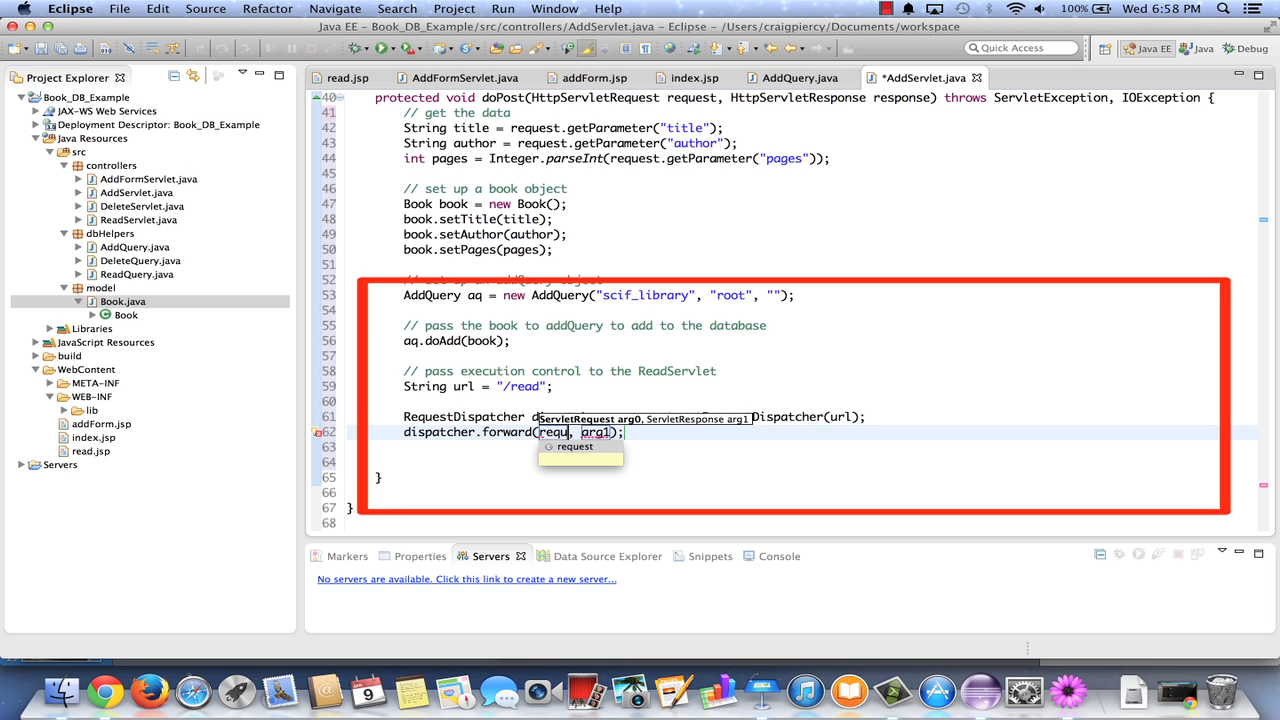 Eclipse File Edit Source Refactor Navigate Search Project Run Window Help 100% Wed 6:58 PM
Java EE - Book_DB_Example/src/controllers/AddServlet.java - Eclipse - /Users/craigpiercy/Documents/workspace
Quick Access Java EE Java Debug
Project Explorer
Book_DB_Example
JAX-WS Web Services
Deployment Descriptor: Book_DB_Example
Java Resources
src
controllers
AddFormServlet.java
AddServlet.java
DeleteServlet.java
ReadServlet.java
dbHelpers
AddQuery.java
DeleteQuery.java
ReadQuery.java
model
Book.java
Book
Libraries
JavaScript Resources
build
WebContent
META-INF
WEB-INF
lib
addForm.jsp
index.jsp
read.jsp
Servers
read.jsp AddFormServlet.java addForm.jsp index.jsp AddQuery.java *AddServlet.java
40 protected void doPost(HttpServletRequest request, HttpServletResponse response) throws ServletException, IOException {
41 // get the data
42 String title = request.getParameter("title");
43 String author = request.getParameter("author");
44 int pages = Integer.parseInt(request.getParameter("pages"));
45
46 // set up a book object
47 Book book = new Book();
48 book.setTitle(title);
49 book.setAuthor(author);
50 book.setPages(pages);
51
52 // set up an addQuery object
53 AddQuery aq = new AddQuery("scif_library", "root", "");
54
55 // pass the book to addQuery to add to the database
56 aq.doAdd(book);
57
58 // pass execution control to the ReadServlet
59 String url = "/read";
60
61 RequestDispatcher d Dispatcher(url);
ServletRequest arg0, ServletResponse arg1
62 dispatcher.forward(requ, arg1);
request
63
64
65 }
66
67 }
68
Markers Properties Servers Data Source Explorer Snippets Console
No servers are available. Click this link to create a new server...
9